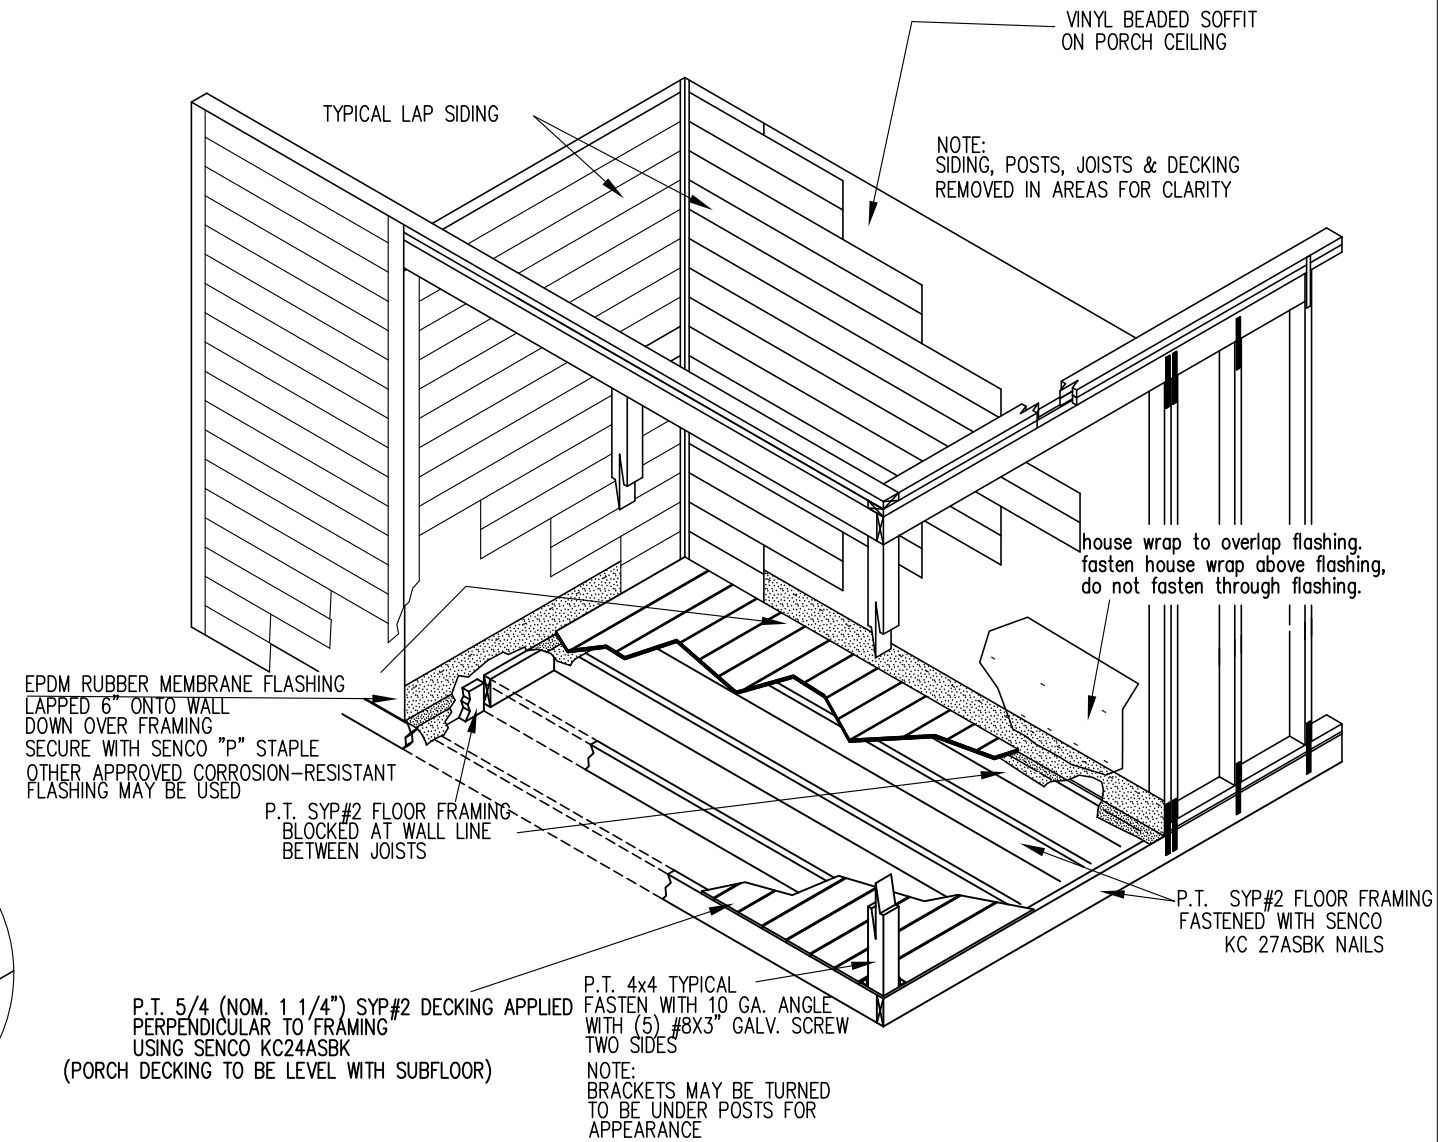 VINYL BEADED SOFFIT
ON PORCH CEILING
TYPICAL LAP SIDING
NOTE:
SIDING, POSTS, JOISTS & DECKING
REMOVED IN AREAS FOR CLARITY
house wrap to overlap flashing.
fasten house wrap above flashing,
do not fasten through flashing.
EPDM RUBBER MEMBRANE FLASHING
LAPPED 6" ONTO WALL
DOWN OVER FRAMING
SECURE WITH SENCO "P" STAPLE
OTHER APPROVED CORROSION-RESISTANT
FLASHING MAY BE USED
P.T. SYP#2 FLOOR FRAMING
BLOCKED AT WALL LINE
BETWEEN JOISTS
P.T. SYP#2 FLOOR FRAMING
FASTENED WITH SENCO
KC 27ASBK NAILS
P.T. 5/4 (NOM. 1 1/4") SYP#2 DECKING APPLIED
PERPENDICULAR TO FRAMING
USING SENCO KC24ASBK
(PORCH DECKING TO BE LEVEL WITH SUBFLOOR)
P.T. 4x4 TYPICAL
FASTEN WITH 10 GA. ANGLE
WITH (5) #8X3" GALV. SCREW
TWO SIDES
NOTE:
BRACKETS MAY BE TURNED
TO BE UNDER POSTS FOR
APPEARANCE